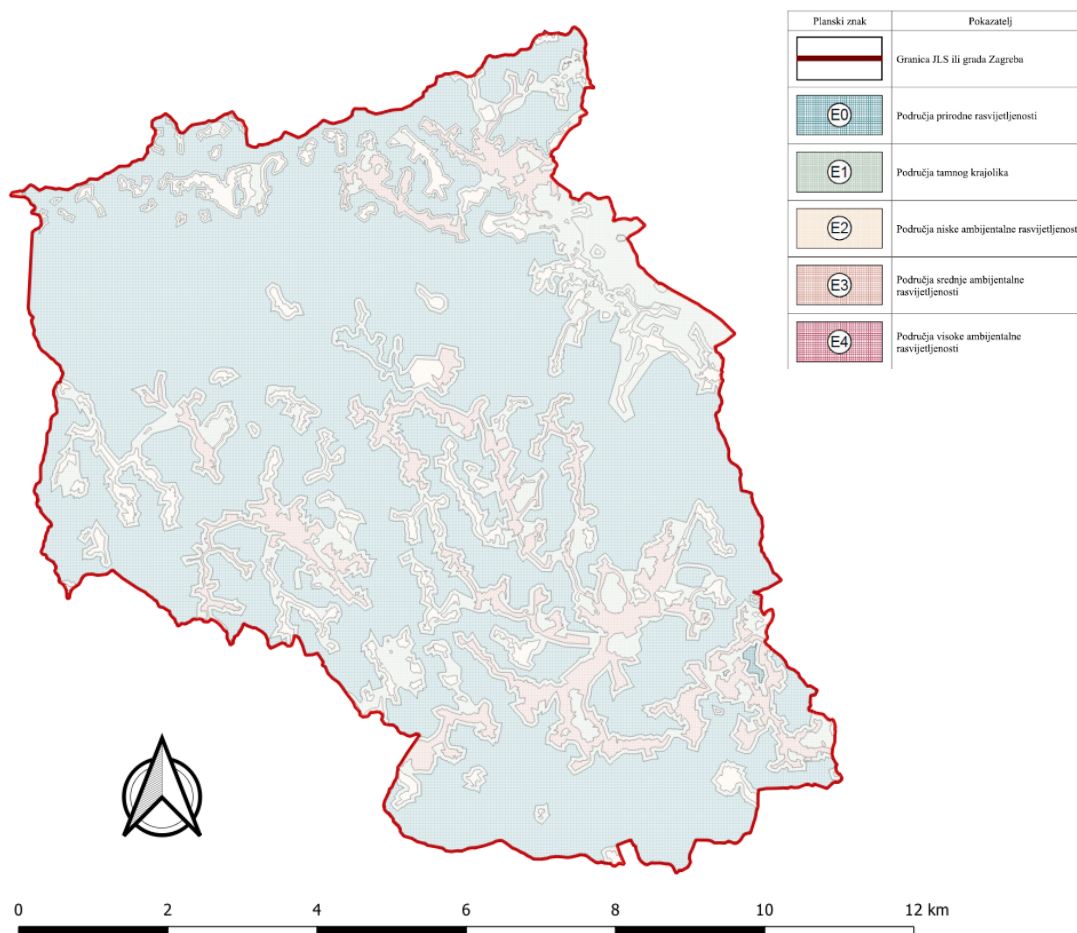 Planski znak Pokazatelj
Granica JLS ili grada Zagreba
E0 Područja prirodne rasvijetljenosti
E1 Područja tamnog krajolika
E2 Područja niske ambijentalne rasvijetljenost
E3 Područja srednje ambijentalne
rasvijetljenosti
E4 Područja visoke ambijentalne
rasvijetljenosti
0 2 4 6 8 10 12 km